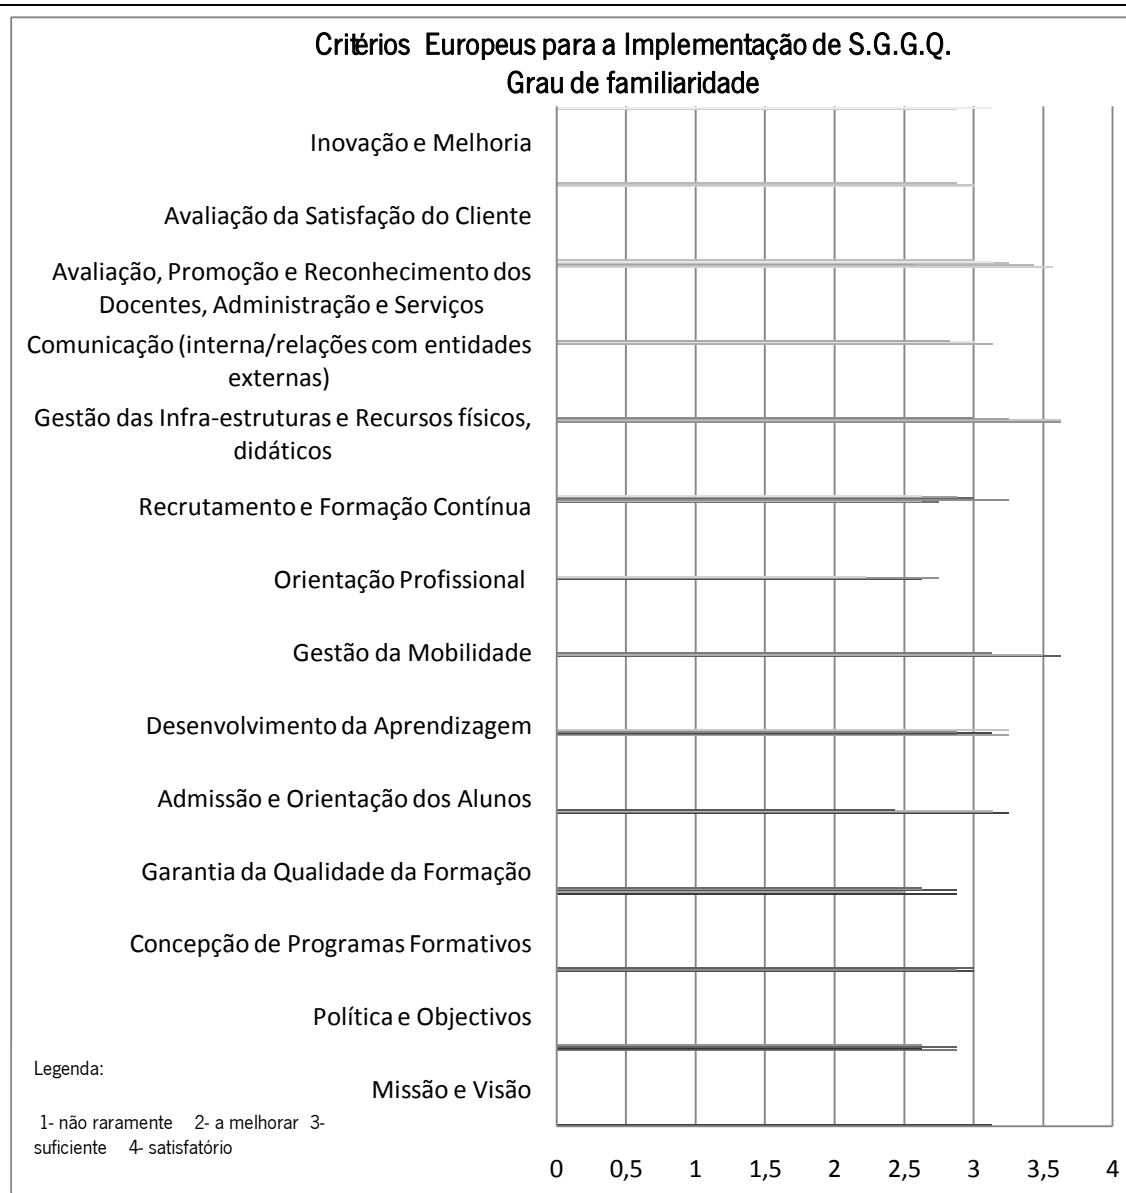 Critérios Europeus para a Implementação de S.G.G.Q.
Grau de familiaridade
Inovação e Melhoria
Avaliação da Satisfação do Cliente
Avaliação, Promoção e Reconhecimento dos
Docentes, Administração e Serviços
Comunicação (interna/relações com entidades
externas)
Gestão das Infra-estruturas e Recursos físicos,
didáticos
Recrutamento e Formação Contínua
Orientação Profissional
Gestão da Mobilidade
Desenvolvimento da Aprendizagem
Admissão e Orientação dos Alunos
Garantia da Qualidade da Formação
Concepção de Programas Formativos
Política e Objectivos
Missão e Visão
Legenda:
1- não raramente 2- a melhorar 3-
suficiente 4- satisfatório
0 0,5 1 1,5 2 2,5 3 3,5 4